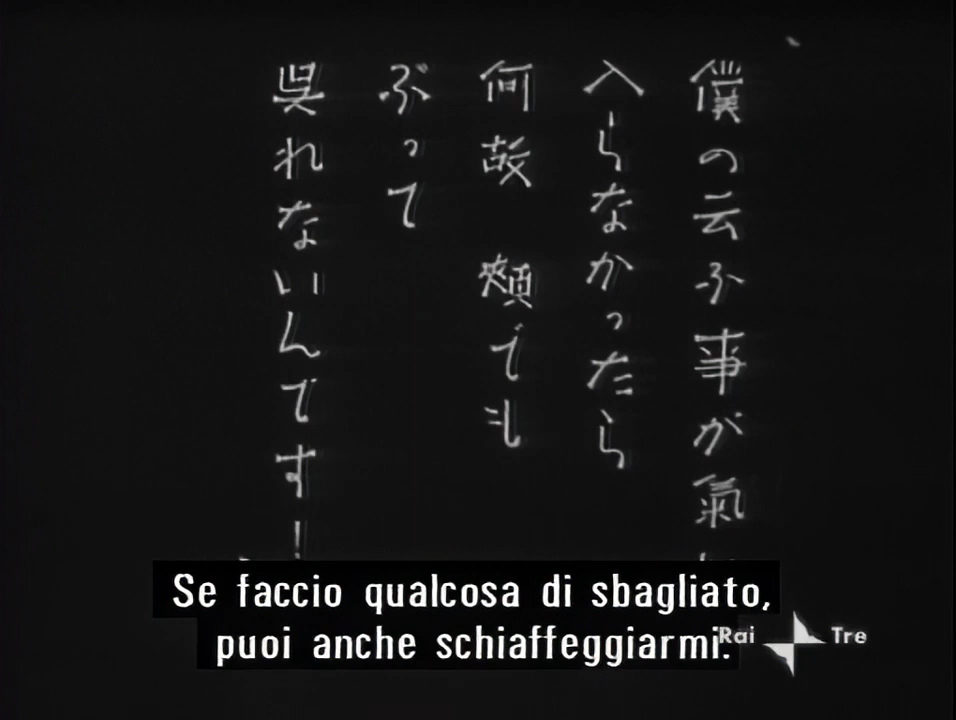 僕の云ふ事が氣に
入らなかったら
何故 頬でも
ぶって
呉れないんです!
Se faccio qualcosa di sbagliato,
puoi anche schiaffeggiarmi.
Rai Tre